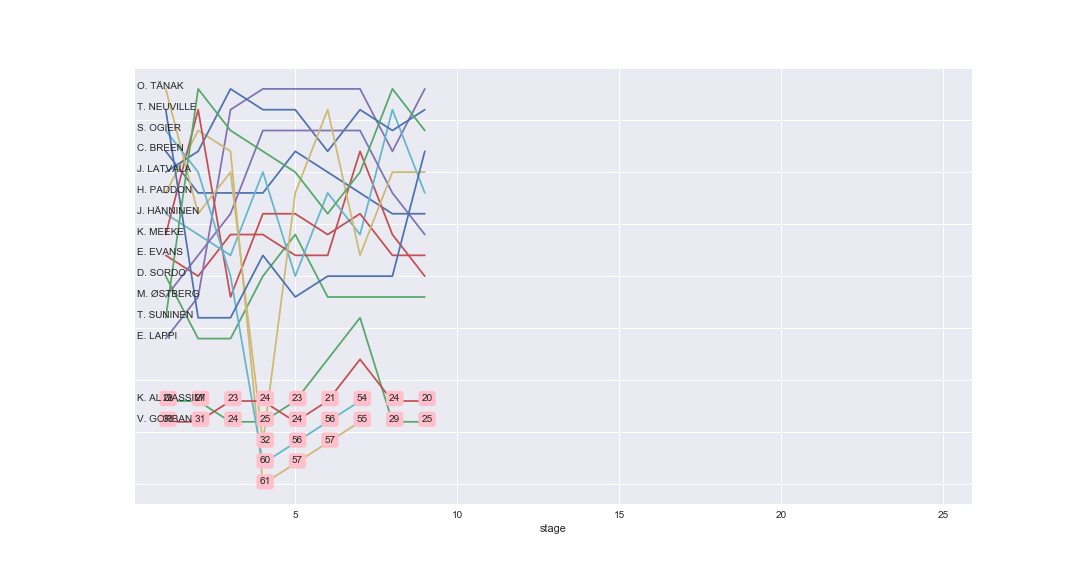 O. TÄNAK
T. NEUVILLE
S. OGIER
C. BREEN
J. LATVALA
H. PADDON
J. HÄNNINEN
K. MEEKE
E. EVANS
D. SORDO
M. ØSTBERG
T. SUNINEN
E. LAPPI
23 24 23 21 54 24 20
V. GORBAN 31 24 25 24 56 55 29 25
32 56 57
60 57
61
5 10 15 20 25
stage